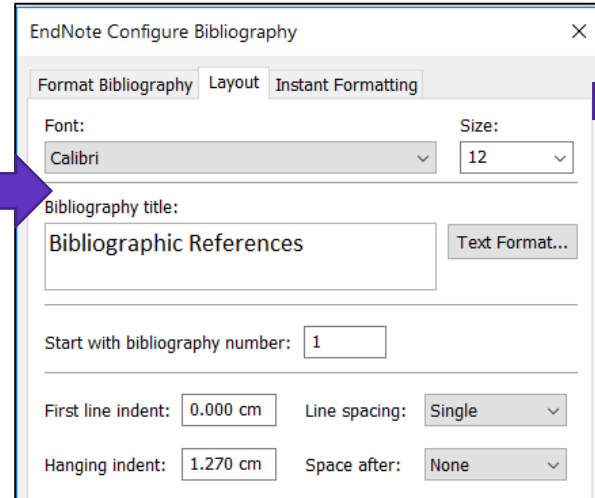 EndNote Configure Bibliography
Format Bibliography Layout Instant Formatting
Font: Size:
Calibri 12
Bibliography title:
Bibliographic References Text Format...
Start with bibliography number: 1
First line indent: 0.000 cm Line spacing: Single
Hanging indent: 1.270 cm Space after: None